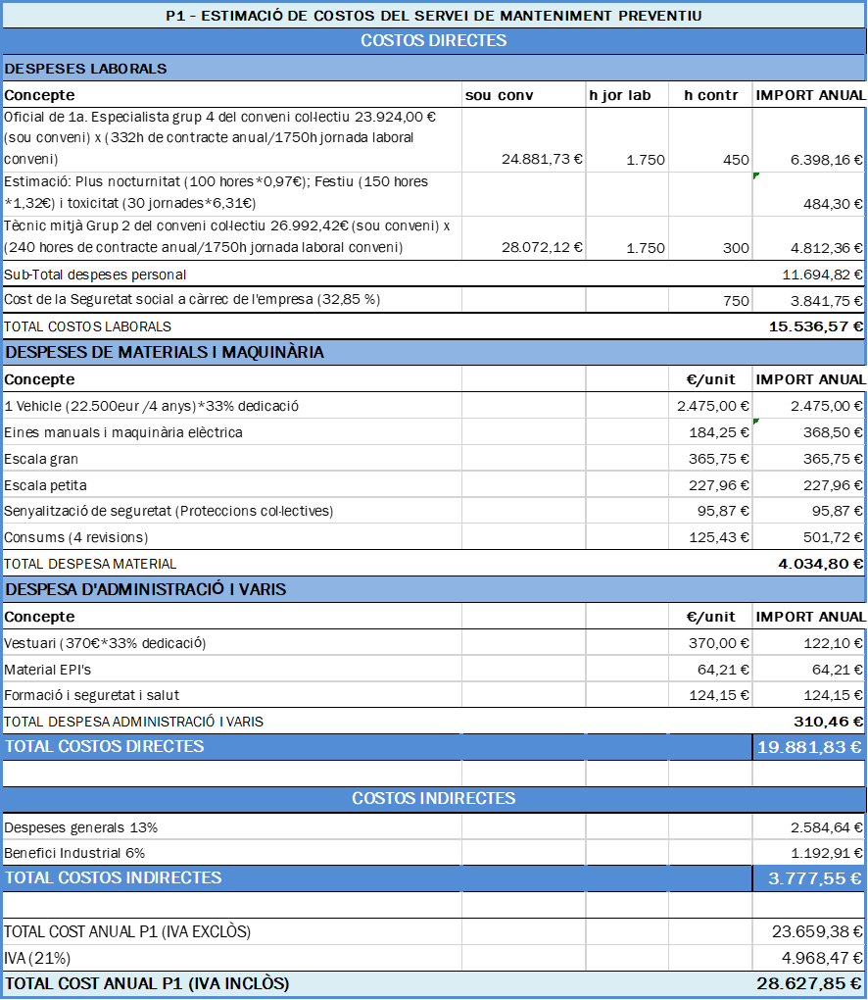 P1 - ESTIMACIÓ DE COSTOS DEL SERVEI DE MANTENIMENT PREVENTIU
COSTOS DIRECTES
DESPESES LABORALS
Concepte sou conv h jor lab h contr IMPORT ANUAL
Oficial de 1a. Especialista grup 4 del conveni col·lectiu 23.924,00 €
(sou conveni) x (332h de contracte anual/1750h jornada laboral
conveni) 24.881,73 € 1.750 450 6.398,16 €
Estimació: Plus nocturnitat (100 hores*0,97€); Festiu (150 hores
*1,32€) i toxicitat (30 jornades*6,31€) 484,30 €
Tècnic mitjà Grup 2 del conveni col·lectiu 26.992,42€ (sou conveni) x
(240 hores de contracte anual/1750h jornada laboral conveni) 28.072,12 € 1.750 300 4.812,36 €
Sub-Total despeses personal 11.694,82 €
Cost de la Seguretat social a càrrec de l'empresa (32,85 %) 750 3.841,75 €
TOTAL COSTOS LABORALS 15.536,57 €
DESPESES DE MATERIALS I MAQUINÀRIA
Concepte €/unit IMPORT ANUAL
1 Vehicle (22.500eur /4 anys)*33% dedicació 2.475,00 € 2.475,00 €
Eines manuals i maquinària elèctrica 184,25 € 368,50 €
Escala gran 365,75 € 365,75 €
Escala petita 227,96 € 227,96 €
Senyalització de seguretat (Proteccions col·lectives) 95,87 € 95,87 €
Consums (4 revisions) 125,43 € 501,72 €
TOTAL DESPESA MATERIAL 4.034,80 €
DESPESA D'ADMINISTRACIÓ I VARIS
Concepte €/unit IMPORT ANUAL
Vestuari (370€*33% dedicació) 370,00 € 122,10 €
Material EPI's 64,21 € 64,21 €
Formació i seguretat i salut 124,15 € 124,15 €
TOTAL DESPESA ADMINISTRACIÓ I VARIS 310,46 €
TOTAL COSTOS DIRECTES 19.881,83 €
COSTOS INDIRECTES
Despeses generals 13% 2.584,64 €
Benefici Industrial 6% 1.192,91 €
TOTAL COSTOS INDIRECTES 3.777,55 €
TOTAL COST ANUAL P1 (IVA EXCLÒS) 23.659,38 €
IVA (21%) 4.968,47 €
TOTAL COST ANUAL P1 (IVA INCLÒS) 28.627,85 €